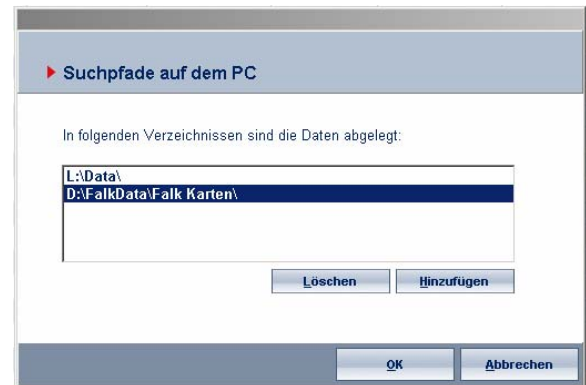 Suchpfade auf dem PC
In folgenden Verzeichnissen sind die Daten abgelegt:
L:\Data\
D:\FalkData\Falk Karten\
Löschen
Hinzufügen
OK
Abbrechen